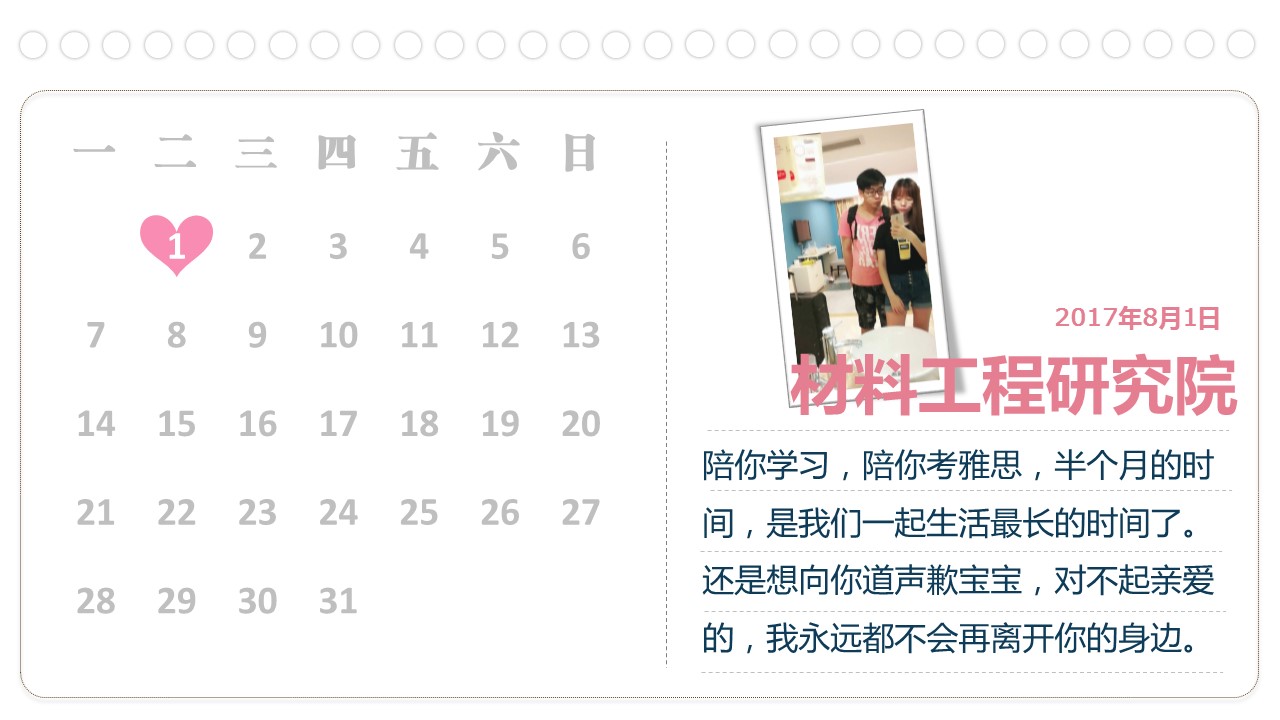 一 二 三 四 五 六 日
1 2 3 4 5 6
7 8 9 10 11 12 13
14 15 16 17 18 19 20
21 22 23 24 25 26 27
28 29 30 31
2017年8月1日
材料工程研究院
陪你学习，陪你考雅思，半个月的时
间，是我们一起生活最长的时间了。
还是想向你道声歉宝宝，对不起亲爱
的，我永远都不会再离开你的身边。